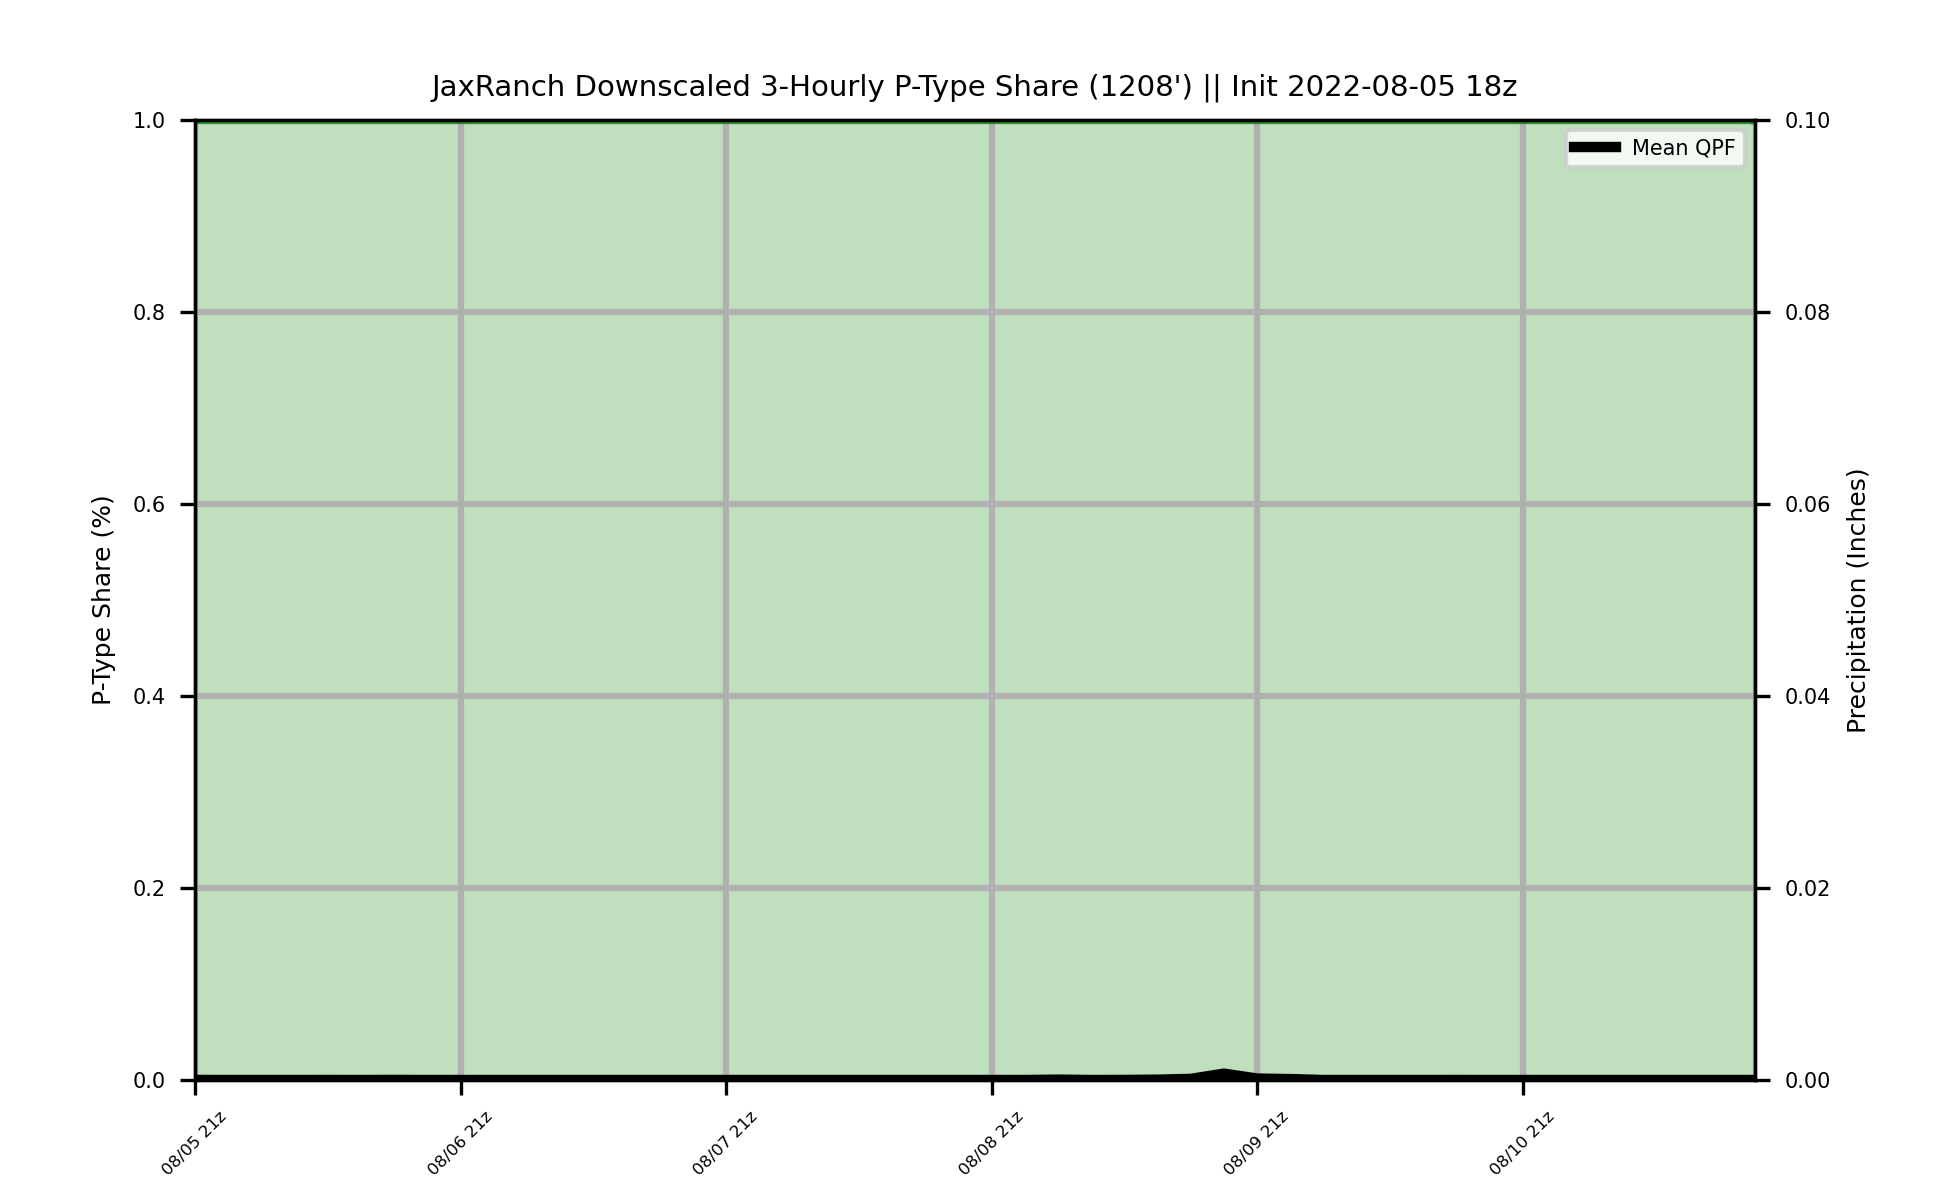 JaxRanch Downscaled 3-Hourly P-Type Share (1208') || Init 2022-08-05 18z
Mean QPF
P-Type Share (%)
1.0
0.8
0.6
0.4
0.2
0.0
Precipitation (Inches)
0.10
0.08
0.06
0.04
0.02
0.00
08/05 21z
08/06 21z
08/07 21z
08/08 21z
08/09 21z
08/10 21z